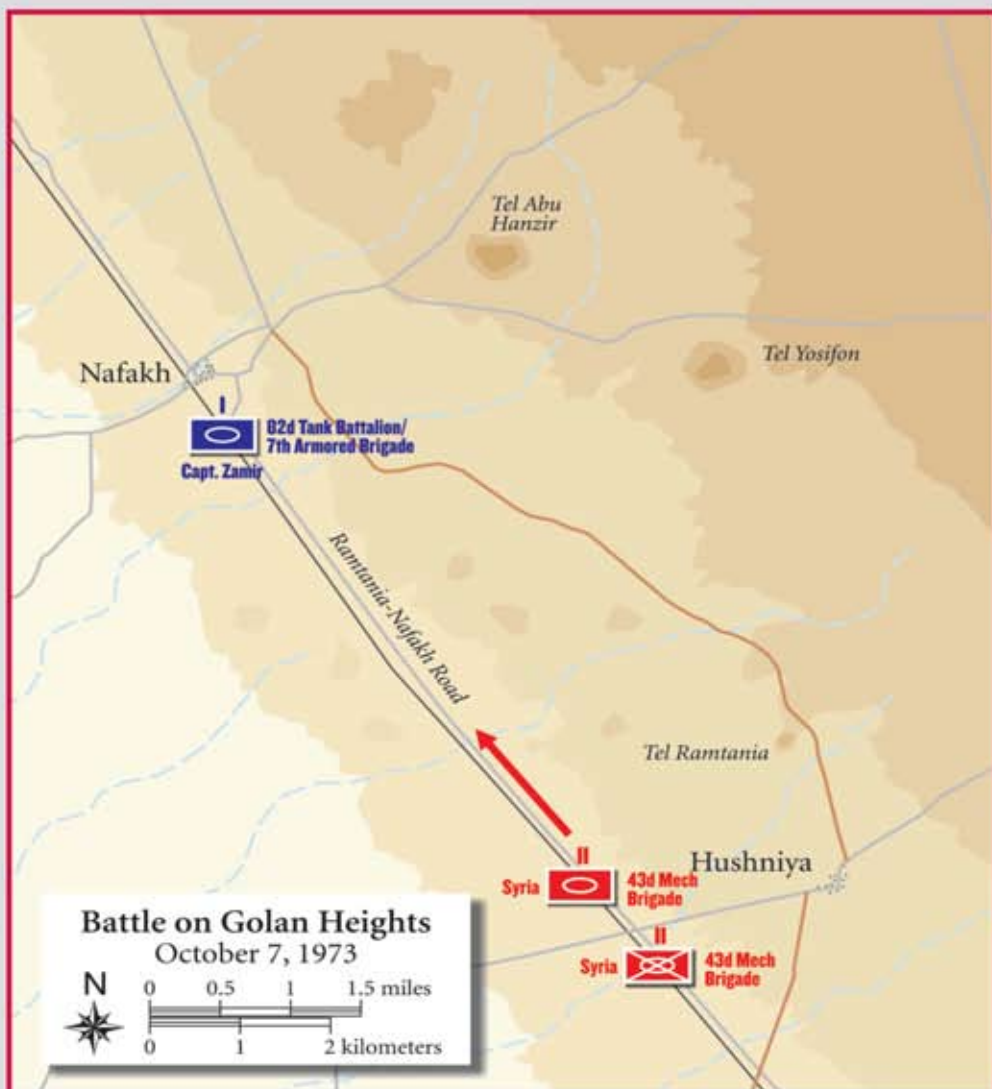 Tel Abu
Hanzir
Tel Yosifon
Nafakh
I
82d Tank Battalion/
7th Armored Brigade
Capt. Zamir
Ramtania-Nafakh Road
Tel Ramtania
Hushniya
II
Syria
43d Mech
Brigade
II
Syria
43d Mech
Brigade
Battle on Golan Heights
October 7, 1973
N
0 0.5 1 1.5 miles
0 1 2 kilometers